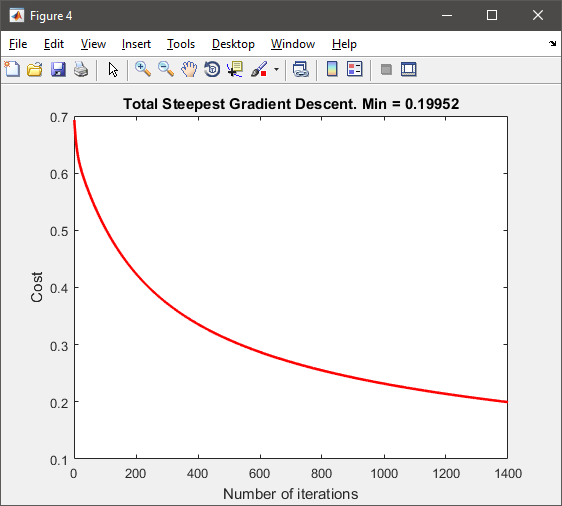 Figure 4
File Edit View Insert Tools Desktop Window Help
Total Steepest Gradient Descent. Min = 0.19952
0.7
0.6
0.5
0.4
0.3
0.2
0.1
Cost
0 200 400 600 800 1000 1200 1400
Number of iterations